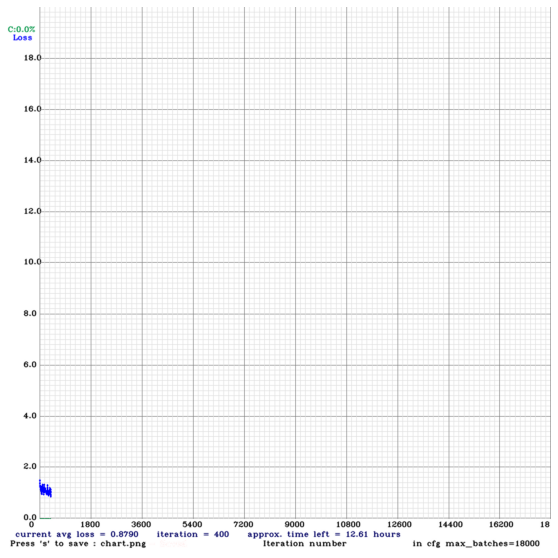 C:0.0%
Loss
18.0
16.0
14.0
12.0
10.0
8.0
6.0
4.0
2.0
0.0
0 1800 3600 5400 7200 9000 10800 12600 14400 16200 18
current avg loss = 0.8790 iteration = 400 approx. time left = 12.61 hours
Press 's' to save : chart.png Iteration number in cfg max_batches=18000